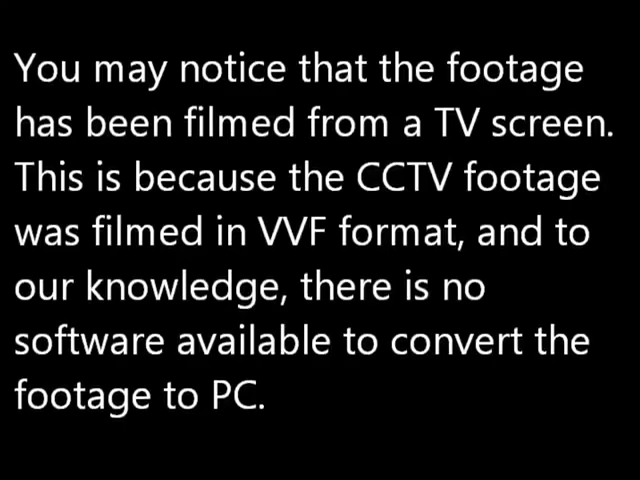 You may notice that the footage
has been filmed from a TV screen.
This is because the CCTV footage
was filmed in VVF format, and to
our knowledge, there is no
software available to convert the
footage to PC.